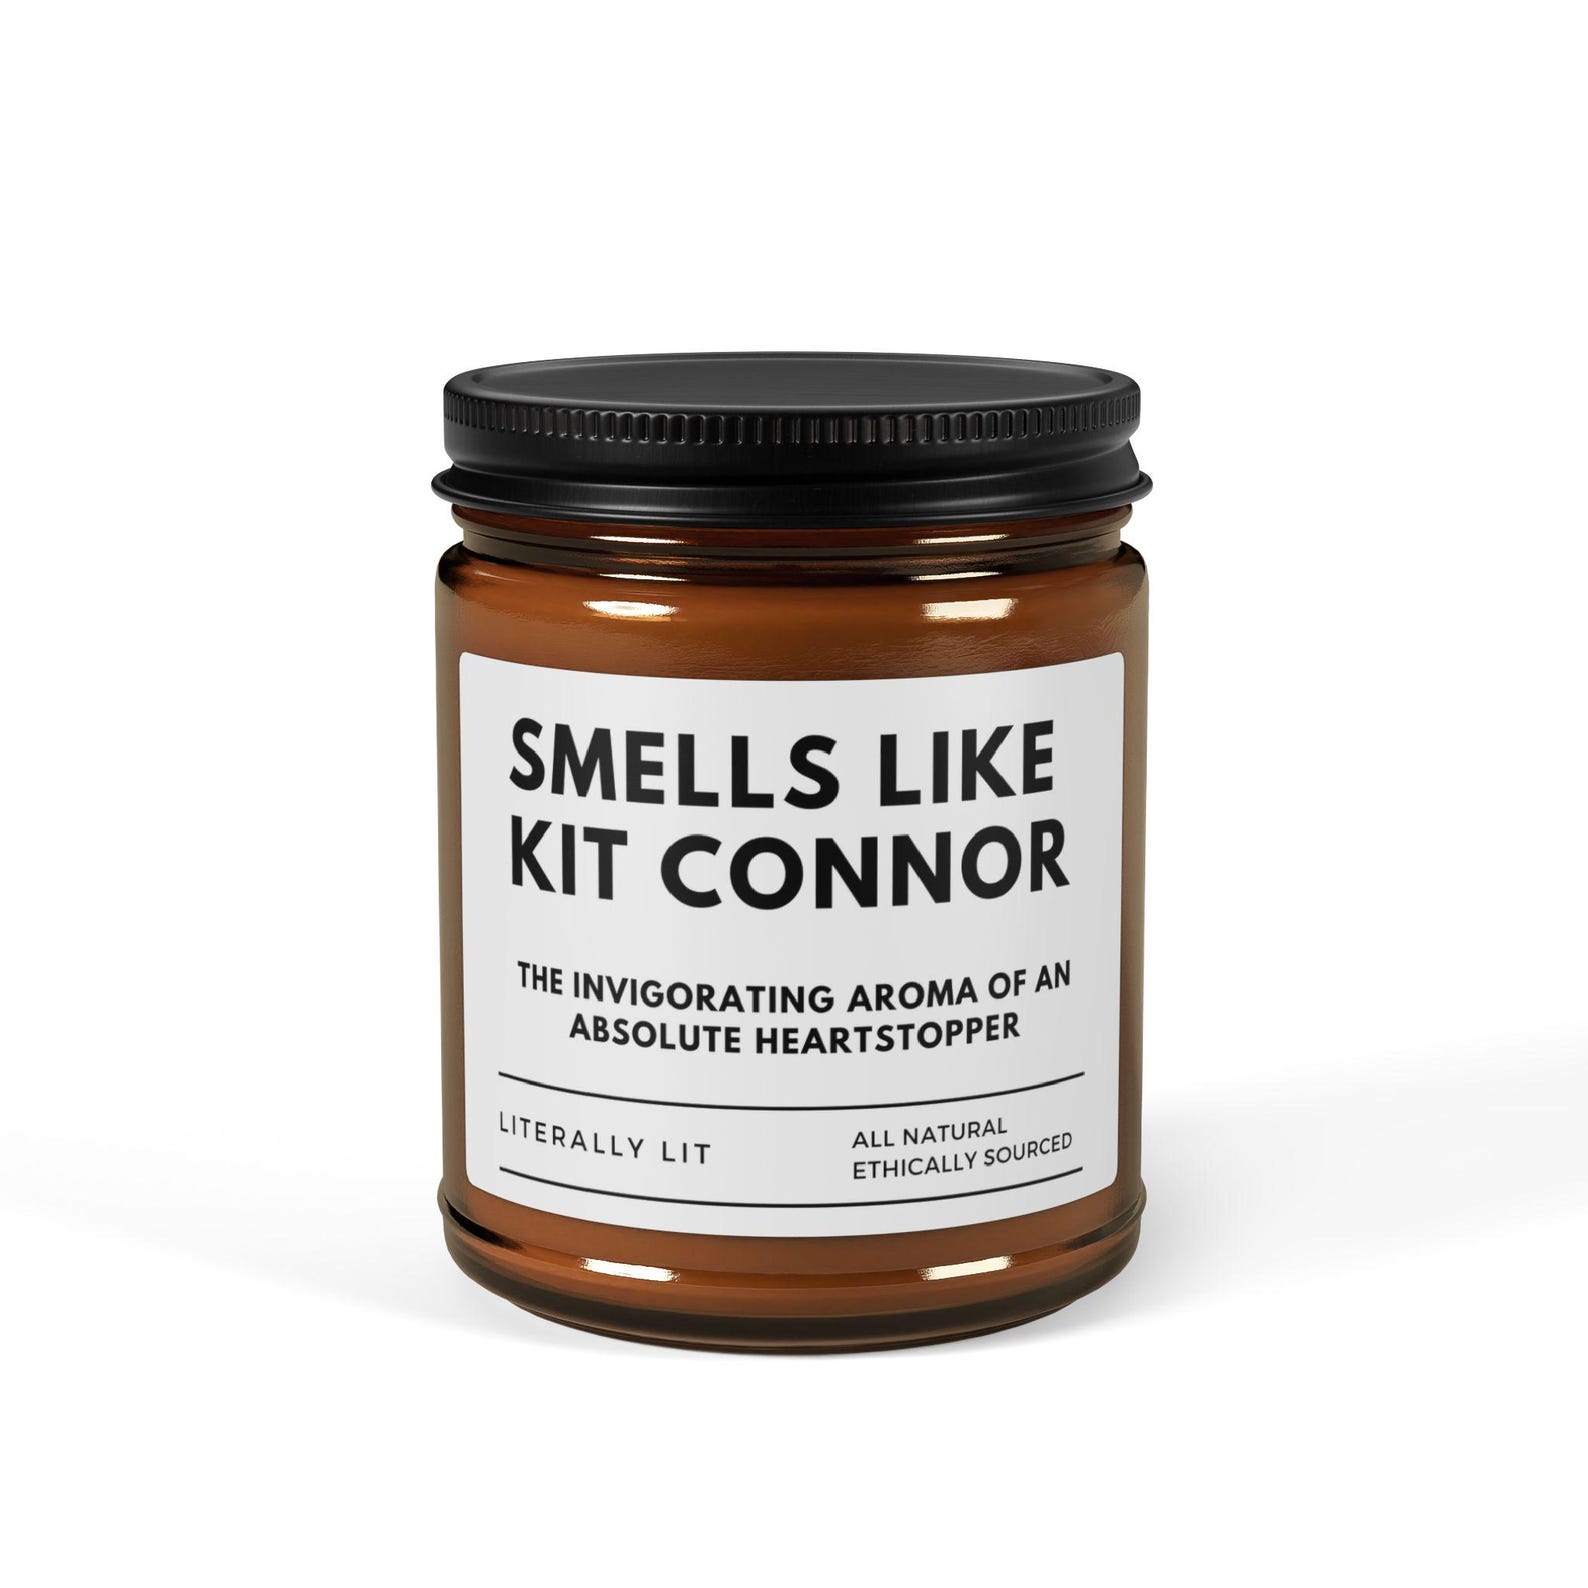 SMELLS LIKE
KIT CONNOR
THE INVIGORATING AROMA OF AN
ABSOLUTE HEARTSTOPPER
LITERALLY LIT
ALL NATURAL
ETHICALLY SOURCED